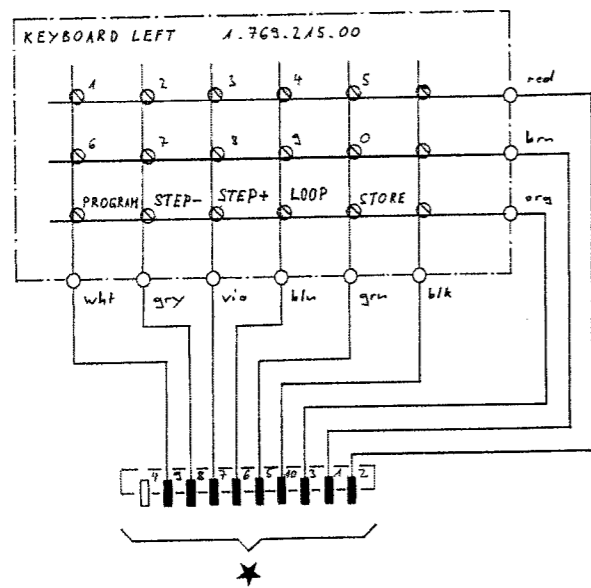 KEYBOARD LEFT 1.769.215.00
1 2 3 4 5 red
6 7 8 9 0 brn
PROGRAM STEP- STEP+ LOOP STORE org
wht gry vio blu grn blk
4 9 8 7 6 5 10 3 1 2